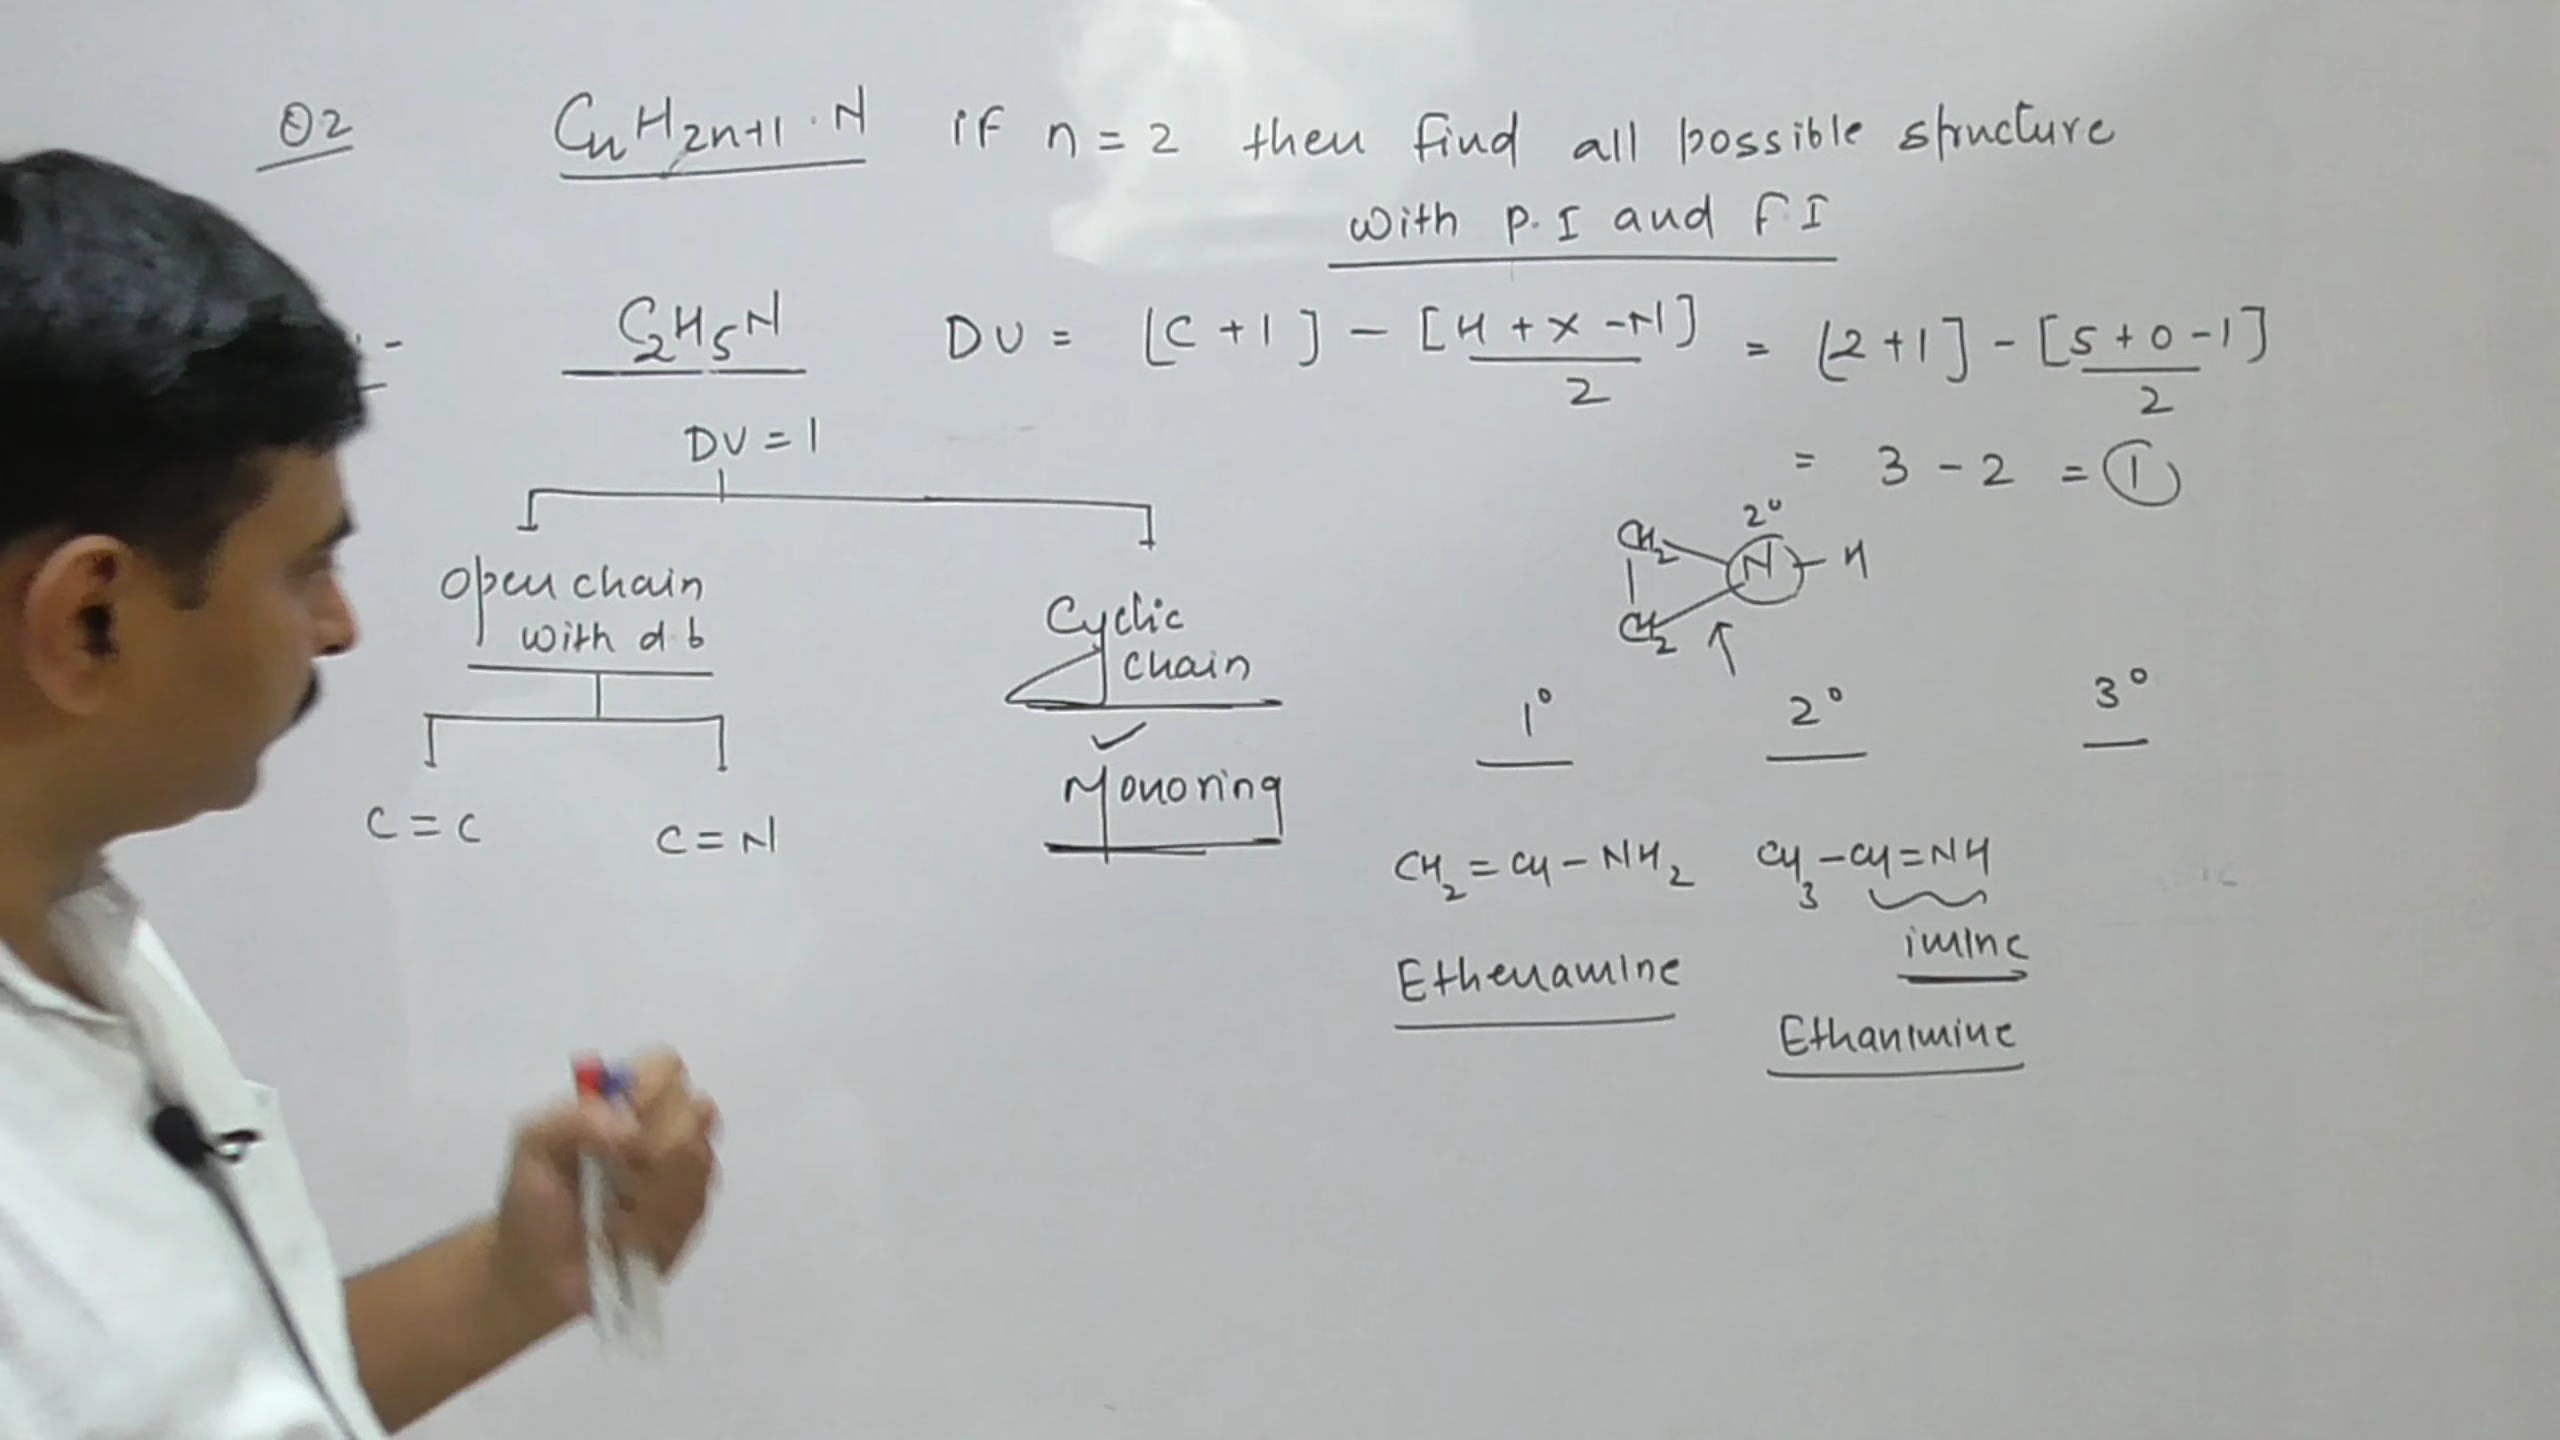 Q2 CnH2n+1.N if n = 2 then find all possible structure
with P.I and F I
:- C2H5N DU = [C + 1] - [H + X - N] / 2 = [2 + 1] - [5 + 0 - 1] / 2
DU = 1
= 3 - 2 = 1
open chain
with d.b
Cyclic
chain
Monoring
C = C
C = N
CH2
CH2
2°
N - H
1° 2° 3°
CH2 = CH - NH2 CH3 - CH = NH
imine
Ethenamine
Ethanimine